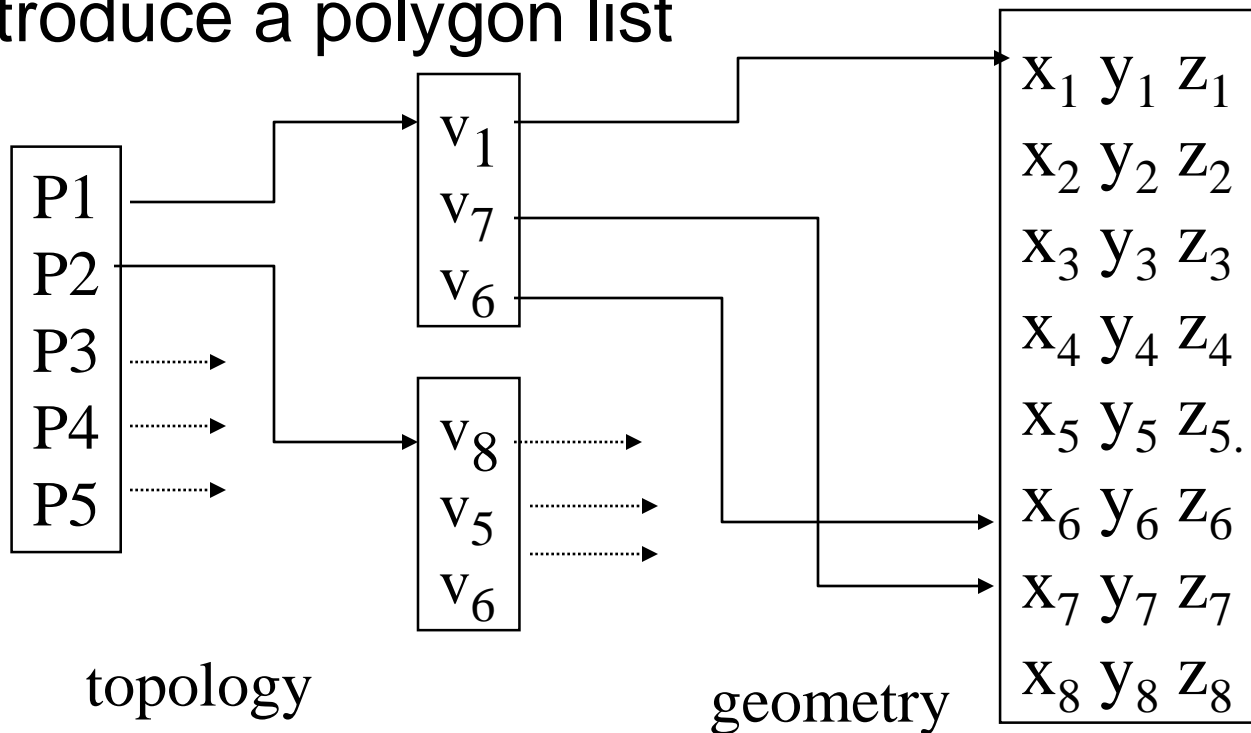 troduce a polygon list
P1
P2
P3
P4
P5
v1
v7
v6
v8
v5
v6
x1 y1 z1
x2 y2 z2
x3 y3 z3
x4 y4 z4
x5 y5 z5.
x6 y6 z6
x7 y7 z7
x8 y8 z8
topology
geometry